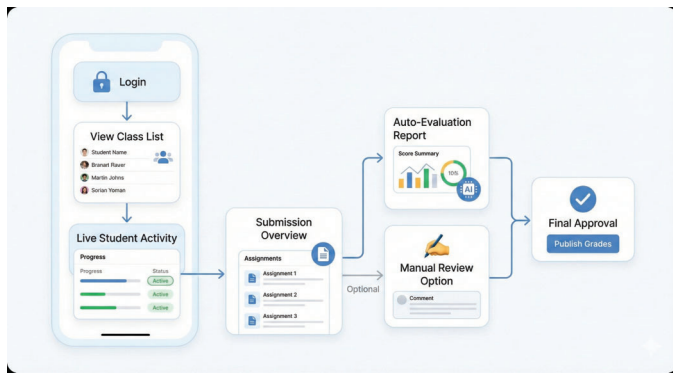 Login
View Class List
Student Name
Branart Raver
Martin Johns
Sorian Yoman
Live Student Activity
Progress
Progress Status
Active
Active
Active
Submission
Overview
Assignments
Assignment 1
Assignment 2
Assignment 3
Optional
Auto-Evaluation
Report
Score Summary
10%
AI
Manual Review
Option
Comment
Final Approval
Publish Grades